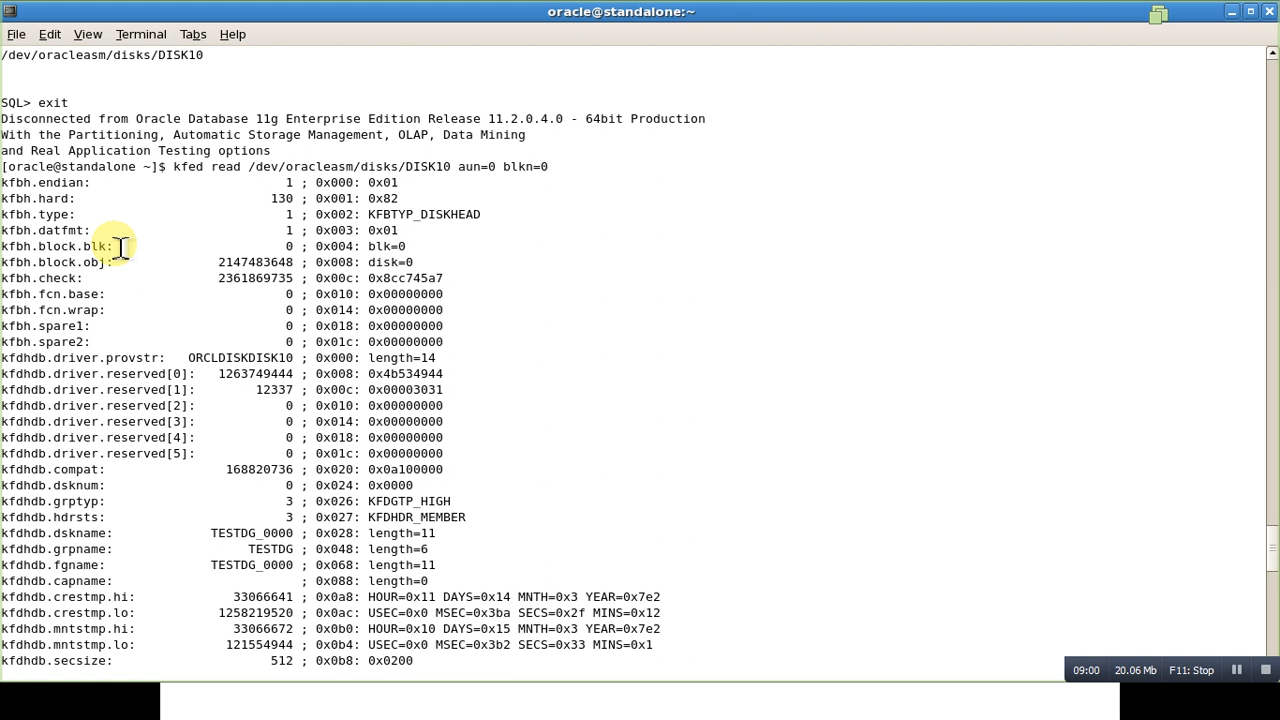 oracle@standalone:~
File Edit View Terminal Tabs Help
/dev/oracleasm/disks/DISK10
SQL> exit
Disconnected from Oracle Database 11g Enterprise Edition Release 11.2.0.4.0 - 64bit Production
With the Partitioning, Automatic Storage Management, OLAP, Data Mining
and Real Application Testing options
[oracle@standalone ~]$ kfed read /dev/oracleasm/disks/DISK10 aun=0 blkn=0
kfbh.endian: 1 ; 0x000: 0x01
kfbh.hard: 130 ; 0x001: 0x82
kfbh.type: 1 ; 0x002: KFBTYP_DISKHEAD
kfbh.datfmt: 1 ; 0x003: 0x01
kfbh.block.blk: 0 ; 0x004: blk=0
kfbh.block.obj: 2147483648 ; 0x008: disk=0
kfbh.check: 2361869735 ; 0x00c: 0x8cc745a7
kfbh.fcn.base: 0 ; 0x010: 0x00000000
kfbh.fcn.wrap: 0 ; 0x014: 0x00000000
kfbh.spare1: 0 ; 0x018: 0x00000000
kfbh.spare2: 0 ; 0x01c: 0x00000000
kfdhdb.driver.provstr: ORCLDISKDISK10 ; 0x000: length=14
kfdhdb.driver.reserved[0]: 1263749444 ; 0x008: 0x4b534944
kfdhdb.driver.reserved[1]: 12337 ; 0x00c: 0x00003031
kfdhdb.driver.reserved[2]: 0 ; 0x010: 0x00000000
kfdhdb.driver.reserved[3]: 0 ; 0x014: 0x00000000
kfdhdb.driver.reserved[4]: 0 ; 0x018: 0x00000000
kfdhdb.driver.reserved[5]: 0 ; 0x01c: 0x00000000
kfdhdb.compat: 168820736 ; 0x020: 0x0a100000
kfdhdb.dsknum: 0 ; 0x024: 0x0000
kfdhdb.grptyp: 3 ; 0x026: KFDGTP_HIGH
kfdhdb.hdrsts: 3 ; 0x027: KFDHDR_MEMBER
kfdhdb.dskname: TESTDG_0000 ; 0x028: length=11
kfdhdb.grpname: TESTDG ; 0x048: length=6
kfdhdb.fgname: TESTDG_0000 ; 0x068: length=11
kfdhdb.capname: ; 0x088: length=0
kfdhdb.crestmp.hi: 33066641 ; 0x0a8: HOUR=0x11 DAYS=0x14 MNTH=0x3 YEAR=0x7e2
kfdhdb.crestmp.lo: 1258219520 ; 0x0ac: USEC=0x0 MSEC=0x3ba SECS=0x2f MINS=0x12
kfdhdb.mntstmp.hi: 33066672 ; 0x0b0: HOUR=0x10 DAYS=0x15 MNTH=0x3 YEAR=0x7e2
kfdhdb.mntstmp.lo: 121554944 ; 0x0b4: USEC=0x0 MSEC=0x3b2 SECS=0x33 MINS=0x1
kfdhdb.secsize: 512 ; 0x0b8: 0x0200
09:00 20.06 Mb F11: Stop